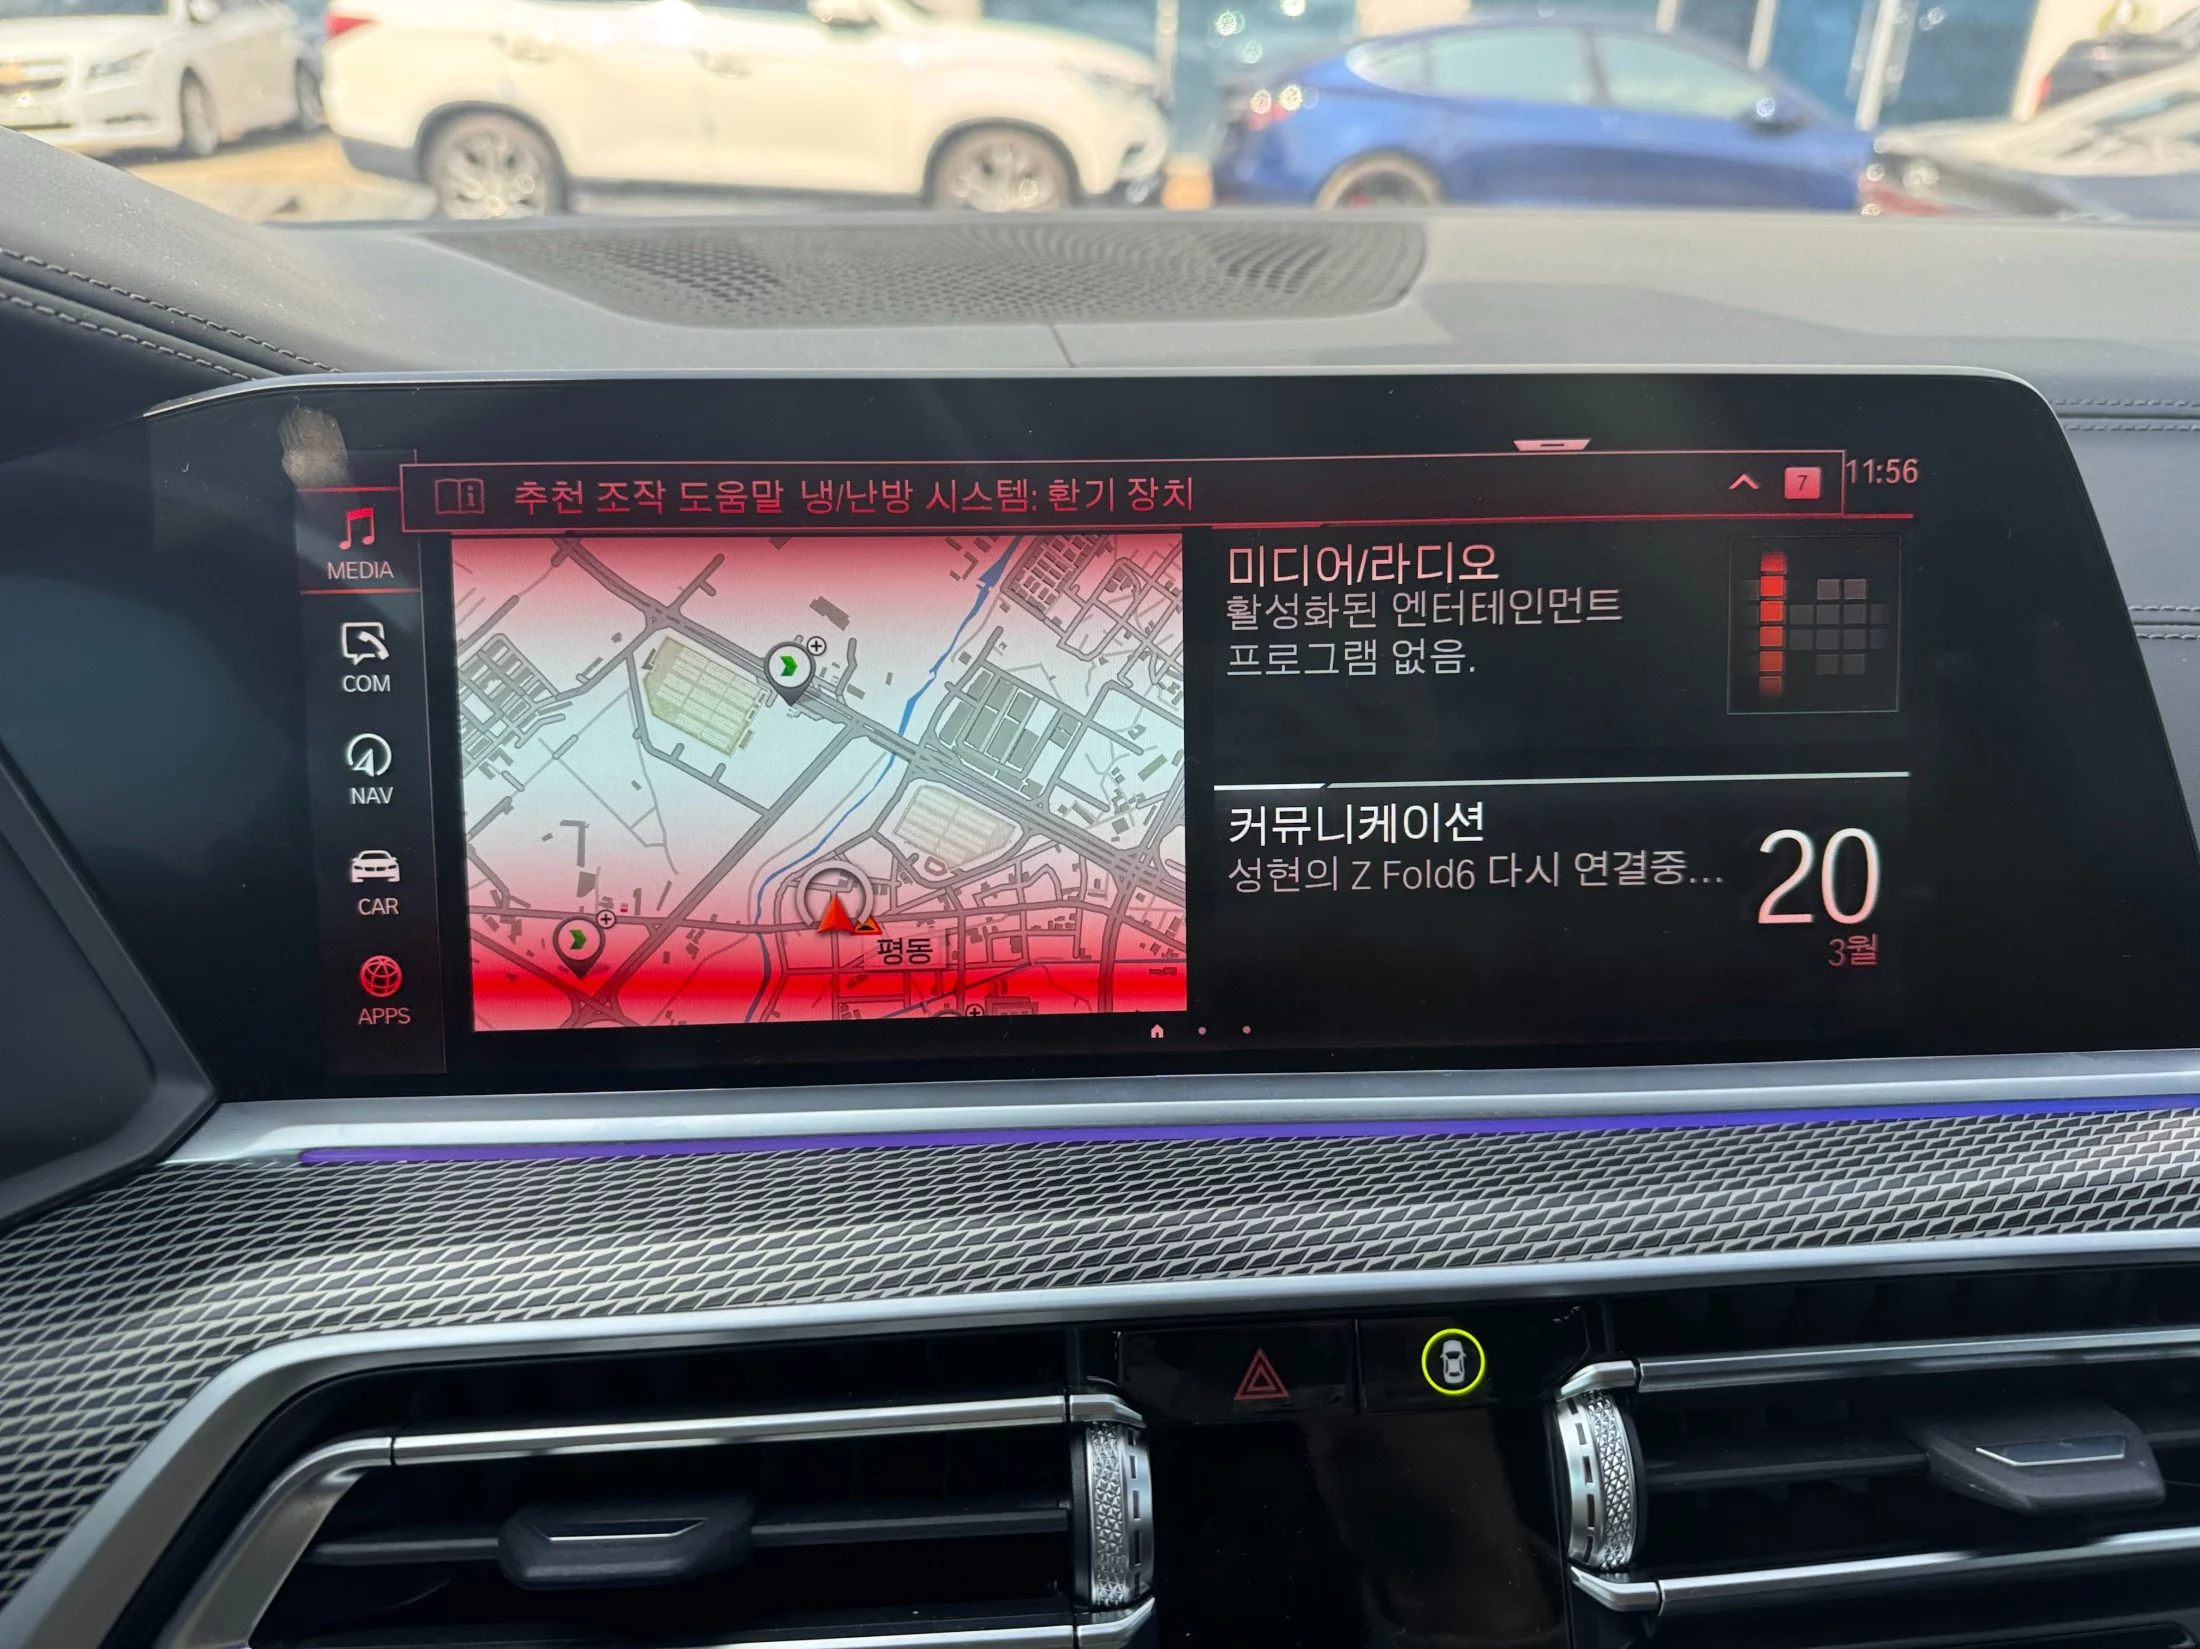 추천 조작 도움말 냉/난방 시스템: 환기 장치
7
11:56
MEDIA
COM
NAV
CAR
APPS
평동
미디어/라디오
활성화된 엔터테인먼트
프로그램 없음.
커뮤니케이션
성현의 Z Fold6 다시 연결중...
20
3월